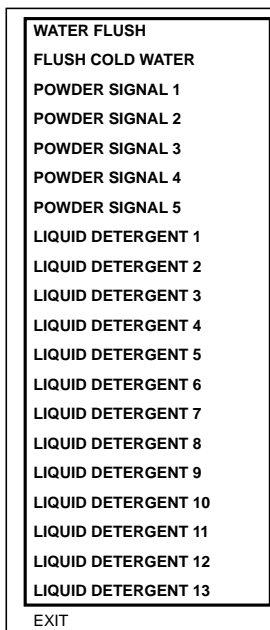 WATER FLUSH
FLUSH COLD WATER
POWDER SIGNAL 1
POWDER SIGNAL 2
POWDER SIGNAL 3
POWDER SIGNAL 4
POWDER SIGNAL 5
LIQUID DETERGENT 1
LIQUID DETERGENT 2
LIQUID DETERGENT 3
LIQUID DETERGENT 4
LIQUID DETERGENT 5
LIQUID DETERGENT 6
LIQUID DETERGENT 7
LIQUID DETERGENT 8
LIQUID DETERGENT 9
LIQUID DETERGENT 10
LIQUID DETERGENT 11
LIQUID DETERGENT 12
LIQUID DETERGENT 13
EXIT